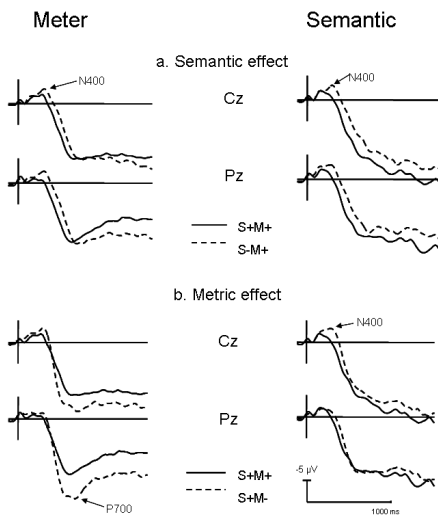 Meter Semantic
a. Semantic effect
N400 N400
Cz
Pz
S+M+
S-M+
b. Metric effect
N400
Cz
Pz
S+M+
S+M-
P700
-5 µV
1000 ms